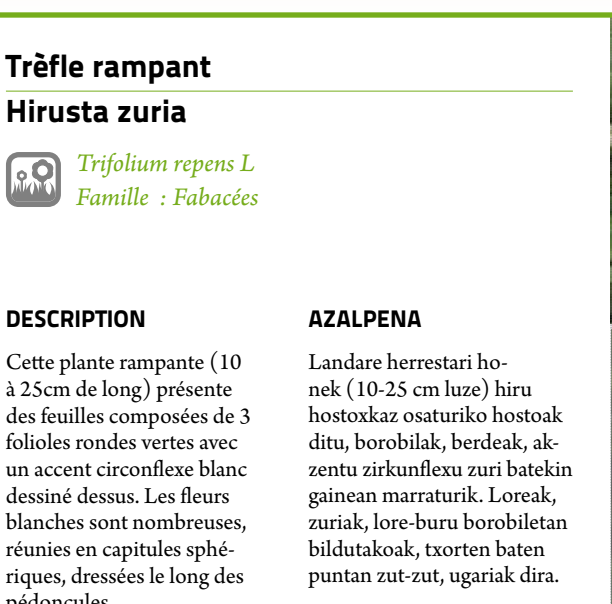 Trèfle rampant
Hirusta zuria
Trifolium repens L
Famille : Fabacées
DESCRIPTION
Cette plante rampante (10
à 25cm de long) présente
des feuilles composées de 3
folioles rondes vertes avec
un accent circonflexe blanc
dessiné dessus. Les fleurs
blanches sont nombreuses,
réunies en capitules sphé-
riques, dressées le long des
pédoncules
AZALPENA
Landare herrestari ho-
nek (10-25 cm luze) hiru
hostoxkaz osaturiko hostoak
ditu, borobilak, berdeak, ak-
zentu zirkunflexu zuri batekin
gainean marraturik. Loreak,
zuriak, lore-buru borobiletan
bildutakoak, txorten baten
puntan zut-zut, ugariak dira.